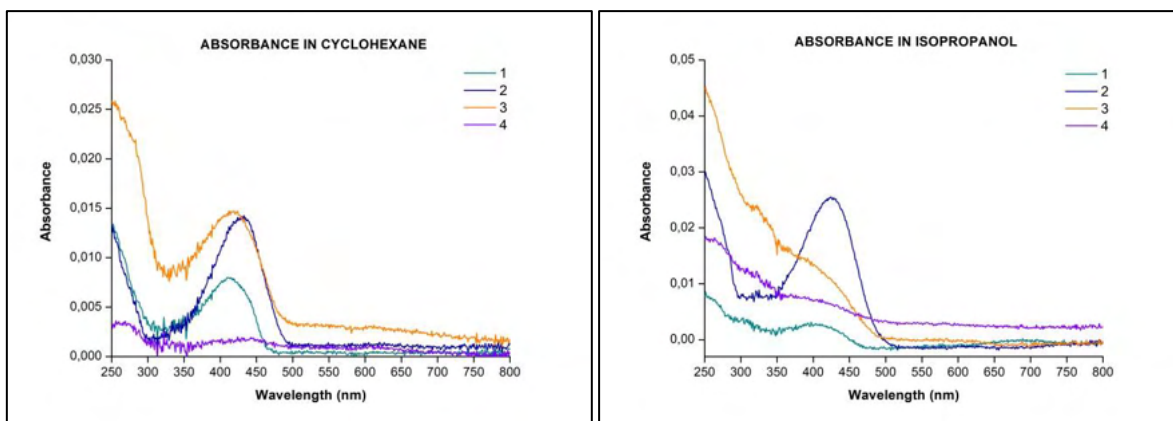 ABSORBANCE IN CYCLOHEXANE
0,030
0,025
0,020
0,015
0,010
0,005
0,000
Absorbance
1
2
3
4
250 300 350 400 450 500 550 600 650 700 750 800
Wavelength (nm)
ABSORBANCE IN ISOPROPANOL
0,05
0,04
0,03
0,02
0,01
0,00
Absorbance
1
2
3
4
250 300 350 400 450 500 550 600 650 700 750 800
Wavelength (nm)